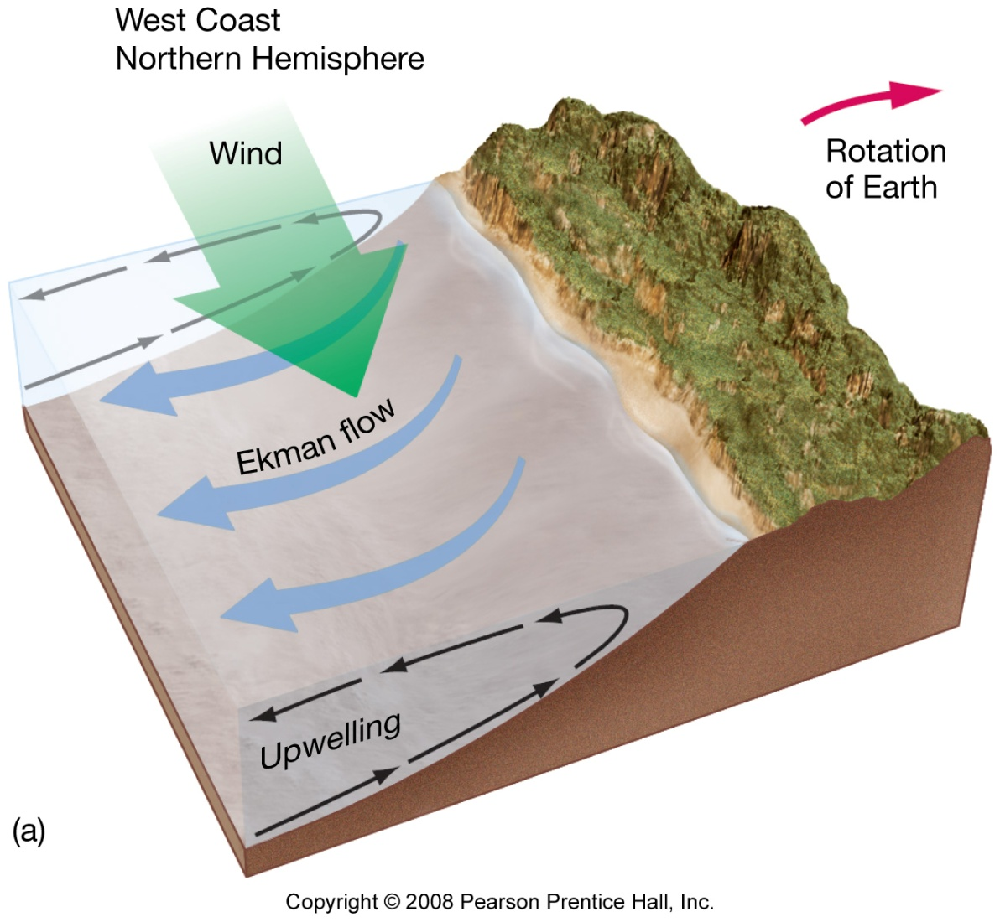 West Coast
Northern Hemisphere
Wind
Rotation
of Earth
Ekman flow
Upwelling
(a)
Copyright © 2008 Pearson Prentice Hall, Inc.